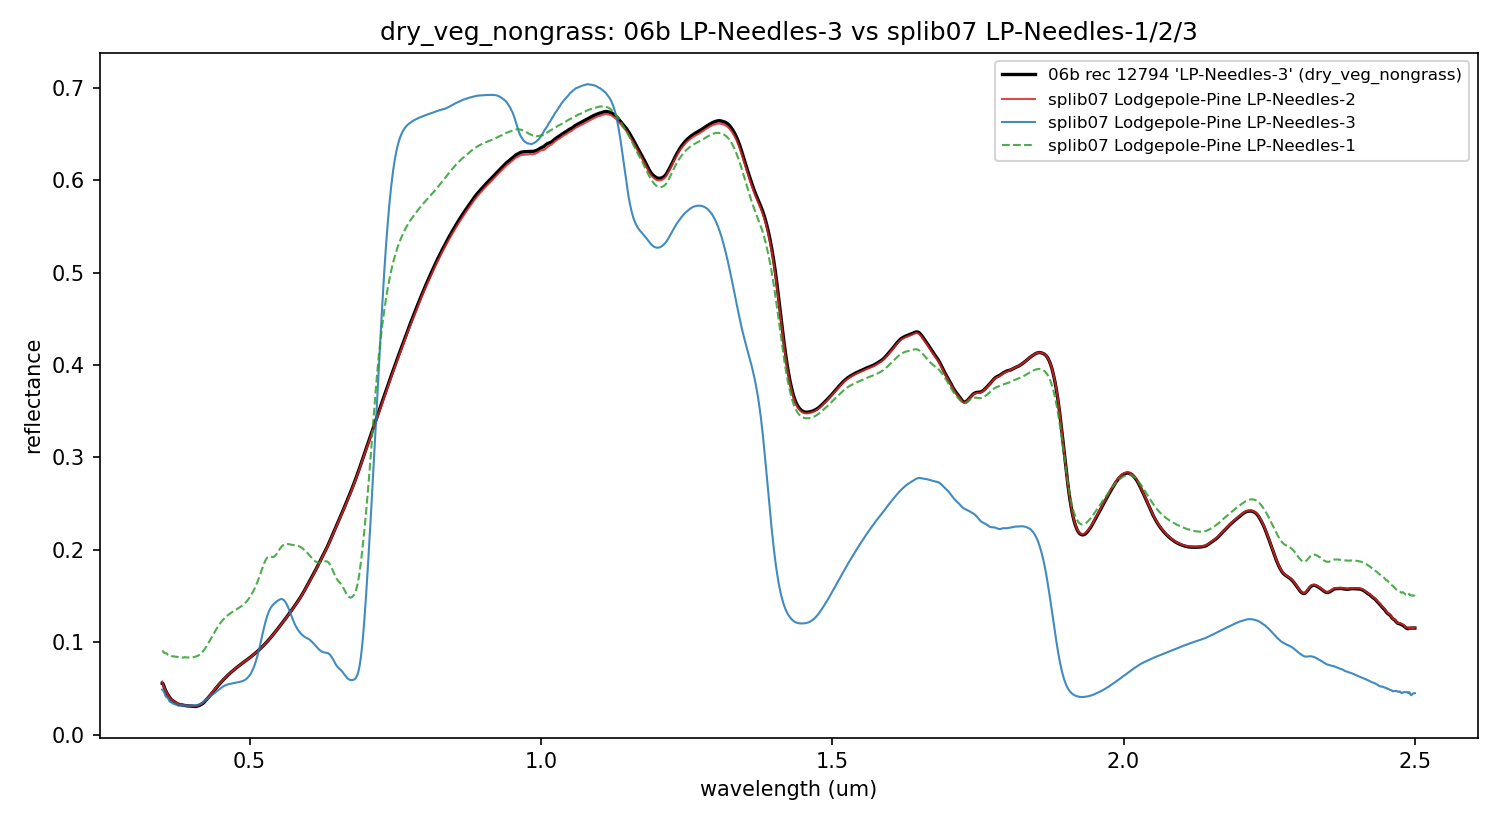 dry_veg_nongrass: 06b LP-Needles-3 vs splib07 LP-Needles-1/2/3
06b rec 12794 'LP-Needles-3' (dry_veg_nongrass)
splib07 Lodgepole-Pine LP-Needles-2
splib07 Lodgepole-Pine LP-Needles-3
splib07 Lodgepole-Pine LP-Needles-1
reflectance
0.7
0.6
0.5
0.4
0.3
0.2
0.1
0.0
0.5 1.0 1.5 2.0 2.5
wavelength (um)